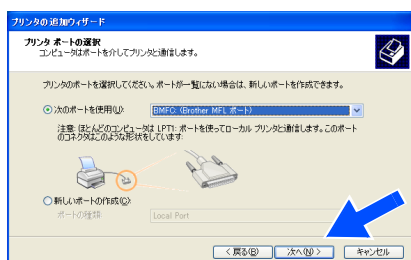 プリンタの追加ウィザード
プリンタ ポートの選択
コンピュータはポートを介してプリンタと通信します。
プリンタのポートを選択してください。ポートが一覧にない場合は、新しいポートを作成できます。
次のポートを使用(U):
BMFC: (Brother MFL ポート)
注意: ほとんどのコンピュータは LPT1: ポートを使ってローカル プリンタと通信します。このポート
のコネクタはこのような形状をしています:
新しいポートの作成(C):
ポートの種類:
Local Port
< 戻る(B)
次へ(N) >
キャンセル